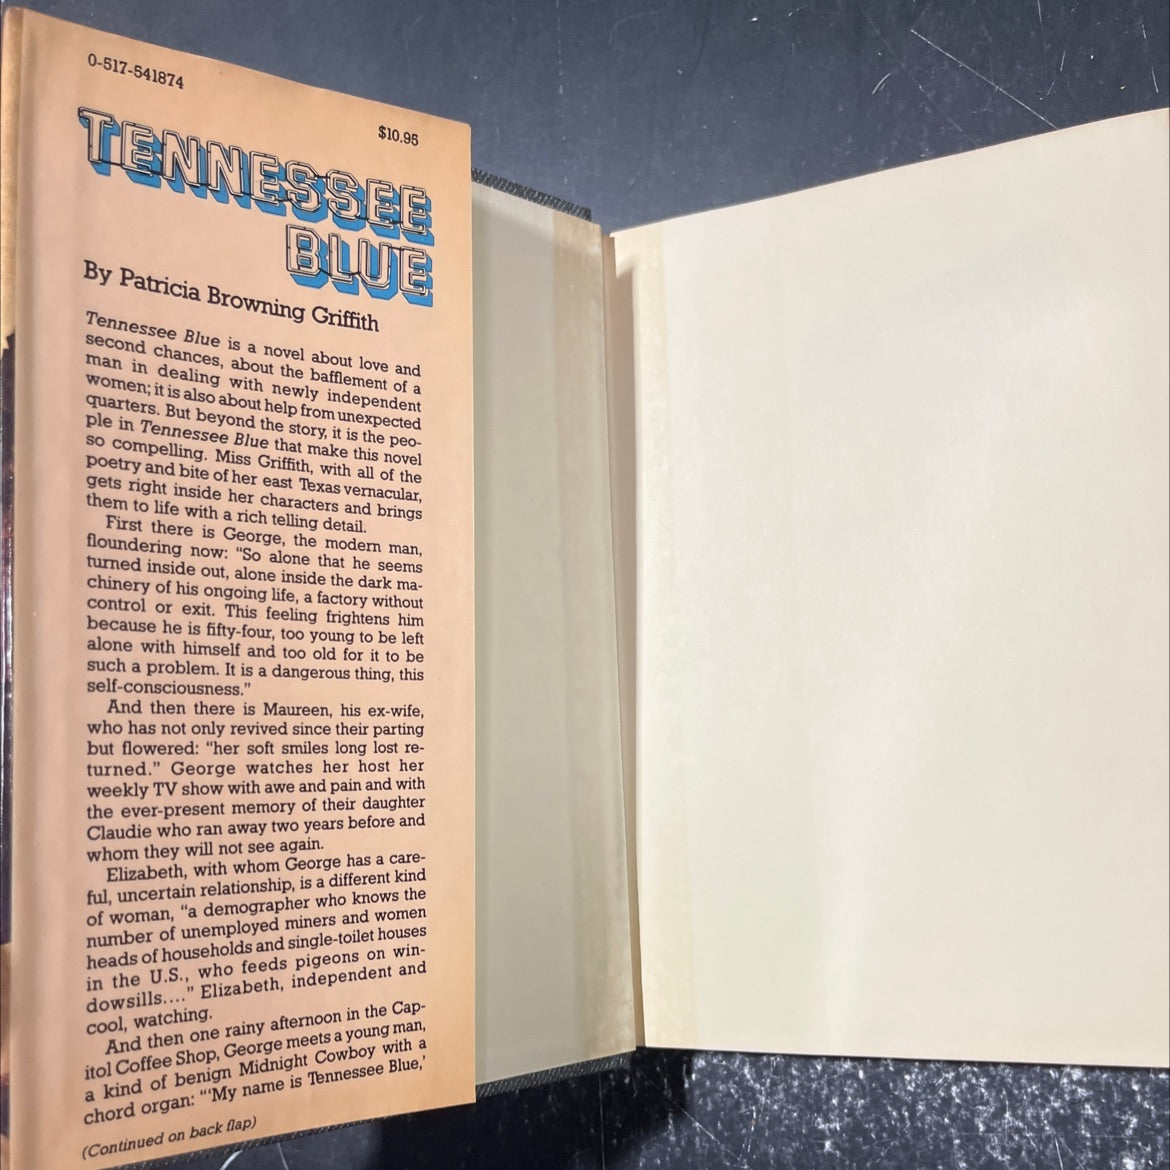 0-517-541874
$10.95
TENNESSEE
BLUE
By Patricia Browning Griffith
Tennessee Blue is a novel about love and
second chances, about the bafflement of a
man in dealing with newly independent
women; it is also about help from unexpected
quarters. But beyond the story, it is the peo-
ple in Tennessee Blue that make this novel
so compelling. Miss Griffith, with all of the
poetry and bite of her east Texas vernacular,
gets right inside her characters and brings
them to life with a rich telling detail.
First there is George, the modern man,
floundering now: “So alone that he seems
turned inside out, alone inside the dark ma-
chinery of his ongoing life, a factory without
control or exit. This feeling frightens him
because he is fifty-four, too young to be left
alone with himself and too old for it to be
such a problem. It is a dangerous thing, this
self-consciousness.”
And then there is Maureen, his ex-wife,
who has not only revived since their parting
but flowered: “her soft smiles long lost re-
turned.” George watches her host her
weekly TV show with awe and pain and with
the ever-present memory of their daughter
Claudie who ran away two years before and
whom they will not see again.
Elizabeth, with whom George has a care-
ful, uncertain relationship, is a different kind
of woman, “a demographer who knows the
number of unemployed miners and women
heads of households and single-toilet houses
in the U.S., who feeds pigeons on win-
dowsills....” Elizabeth, independent and
cool, watching.
And then one rainy afternoon in the Cap-
itol Coffee Shop, George meets a young man,
a kind of benign Midnight Cowboy with a
chord organ: “‘My name is Tennessee Blue,’
(Continued on back flap)